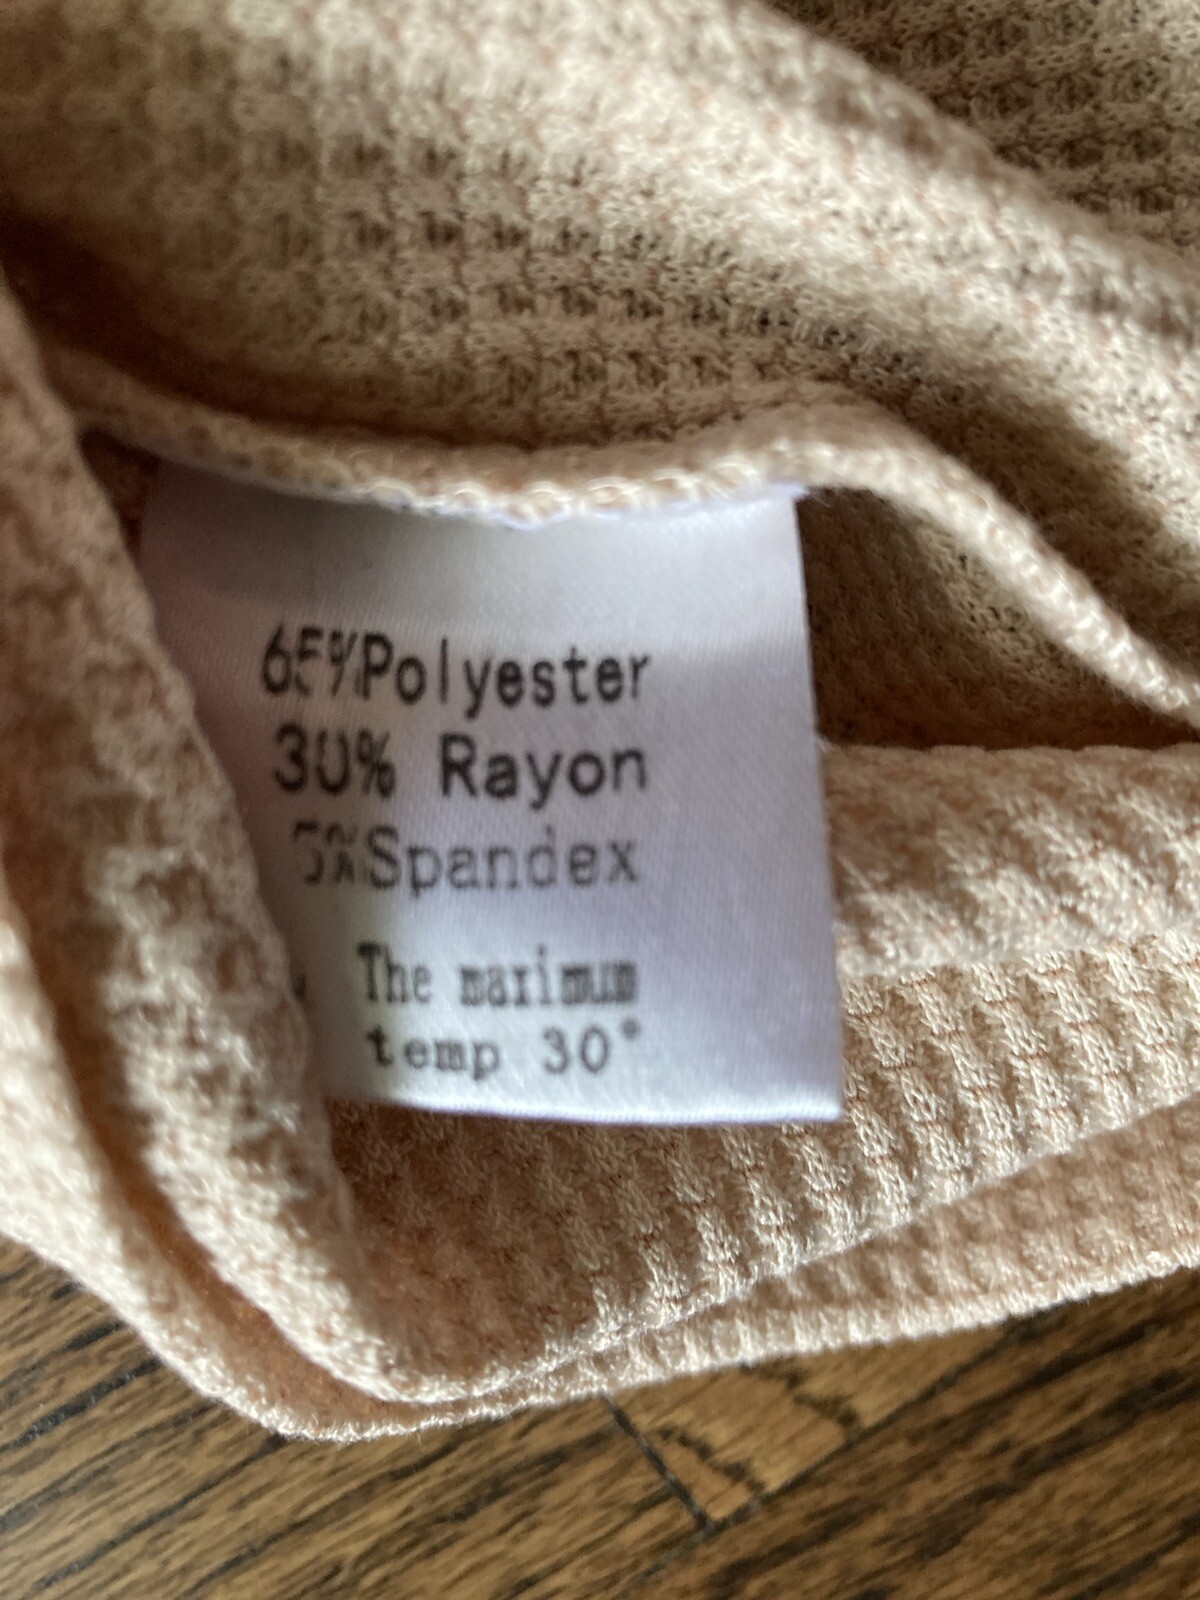 65%Polyester
30% Rayon
5%Spandex
The maximum
temp 30°